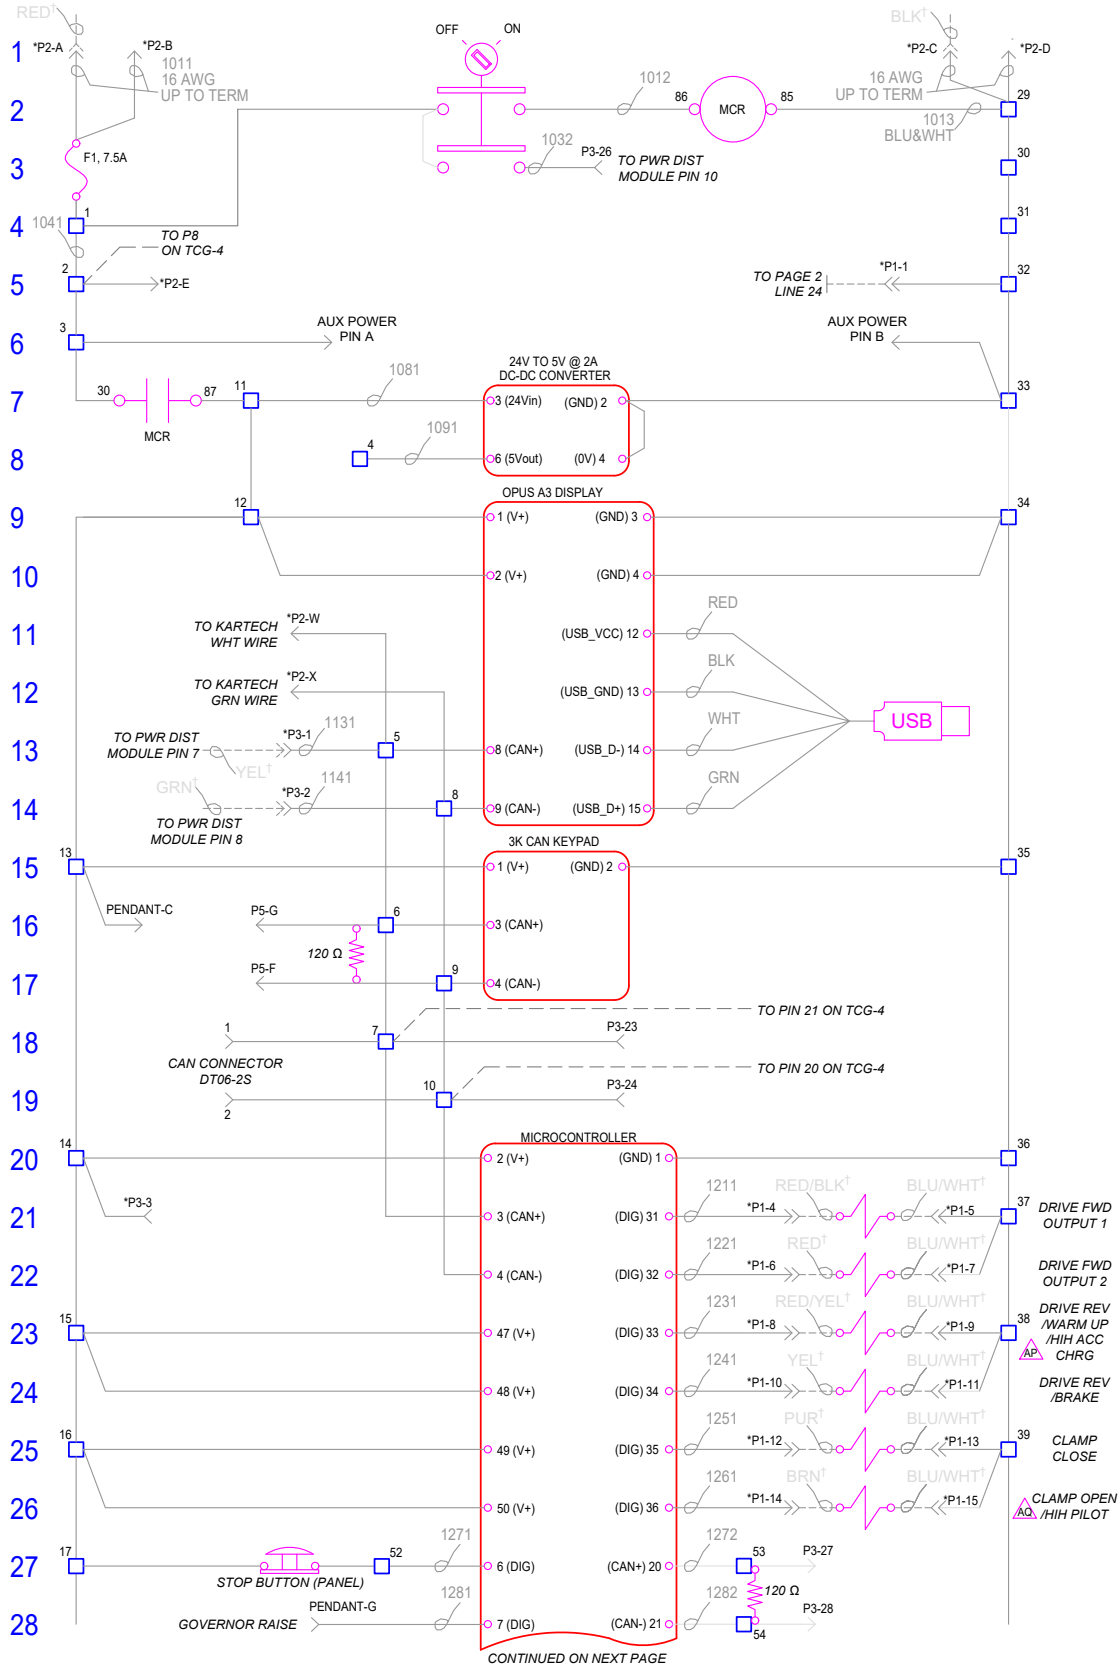 RED†
BLK†
OFF
ON
1
*P2-A
*P2-B
*P2-C
*P2-D
1011
16 AWG
UP TO TERM
1012
16 AWG
UP TO TERM
29
2
86
MCR
85
1013
BLU&WHT
F1, 7.5A
3
1032
P3-26
TO PWR DIST
MODULE PIN 10
30
4
1
1041
TO P8
ON TCG-4
31
5
2
*P2-E
TO PAGE 2
LINE 24
*P1-1
32
6
3
AUX POWER
PIN A
AUX POWER
PIN B
24V TO 5V @ 2A
DC-DC CONVERTER
7
30
87
MCR
11
1081
3 (24Vin)
(GND) 2
33
8
4
1091
6 (5Vout)
(0V) 4
OPUS A3 DISPLAY
9
12
1 (V+)
(GND) 3
34
10
2 (V+)
(GND) 4
11
TO KARTECH
WHT WIRE
*P2-W
(USB_VCC) 12
RED
12
TO KARTECH
GRN WIRE
*P2-X
(USB_GND) 13
BLK
USB
13
TO PWR DIST
MODULE PIN 7
*P3-1
1131
YEL†
5
8 (CAN+)
(USB_D-) 14
WHT
14
GRN†
*P3-2
1141
TO PWR DIST
MODULE PIN 8
8
9 (CAN-)
(USB_D+) 15
GRN
3K CAN KEYPAD
15
13
1 (V+)
(GND) 2
35
16
PENDANT-C
P5-G
6
3 (CAN+)
120 Ω
17
P5-F
9
4 (CAN-)
TO PIN 21 ON TCG-4
18
1
7
P3-23
CAN CONNECTOR
DT06-2S
TO PIN 20 ON TCG-4
19
2
10
P3-24
MICROCONTROLLER
20
14
2 (V+)
(GND) 1
36
21
*P3-3
3 (CAN+)
(DIG) 31
1211
*P1-4
RED/BLK†
BLU/WHT†
*P1-5
37
DRIVE FWD
OUTPUT 1
22
4 (CAN-)
(DIG) 32
1221
*P1-6
RED†
BLU/WHT†
*P1-7
DRIVE FWD
OUTPUT 2
23
15
47 (V+)
(DIG) 33
1231
*P1-8
RED/YEL†
BLU/WHT†
*P1-9
38
DRIVE REV
/WARM UP
/HIH ACC
CHRG
AP
24
48 (V+)
(DIG) 34
1241
*P1-10
YEL†
BLU/WHT†
*P1-11
DRIVE REV
/BRAKE
25
16
49 (V+)
(DIG) 35
1251
*P1-12
PUR†
BLU/WHT†
*P1-13
39
CLAMP
CLOSE
26
50 (V+)
(DIG) 36
1261
*P1-14
BRN†
BLU/WHT†
*P1-15
AQ
CLAMP OPEN
/HIH PILOT
27
17
STOP BUTTON (PANEL)
52
1271
6 (DIG)
(CAN+) 20
1272
53
P3-27
120 Ω
28
GOVERNOR RAISE
PENDANT-G
1281
7 (DIG)
(CAN-) 21
1282
54
P3-28
CONTINUED ON NEXT PAGE